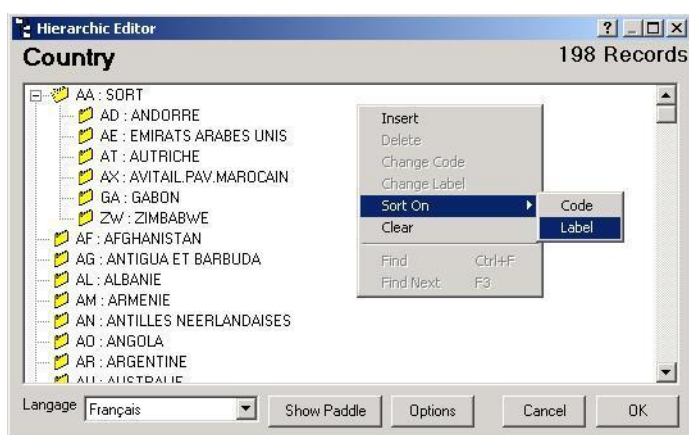 Hierarchic Editor
Country
198 Records
AA : SORT
AD : ANDORRE
AE : EMIRATS ARABES UNIS
AT : AUTRICHE
AX : AVITAIL.PAV.MAROCAIN
GA : GABON
ZW : ZIMBABWE
AF : AFGHANISTAN
AG : ANTIGUA ET BARBUDA
AL : ALBANIE
AM : ARMENIE
AN : ANTILLES NEERLANDAISES
AO : ANGOLA
AR : ARGENTINE
AU : AUSTRALIE
Insert
Delete
Change Code
Change Label
Sort On
Clear
Find Ctrl+F
Find Next F3
Code
Label
Langage Français Show Paddle Options Cancel OK